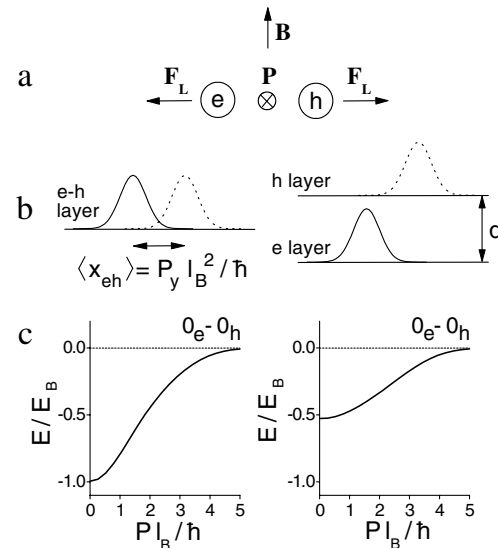 B
a
F_L P F_L
e ⊗ h
b
e-h
layer
⟨x_eh⟩= P_y l_B^2 / ħ
h layer
e layer
d
c
0_e - 0_h
E / E_B
0.0
-0.5
-1.0
0 1 2 3 4 5
P l_B / ħ
0_e - 0_h
E / E_B
0.0
-0.5
-1.0
0 1 2 3 4 5
P l_B / ħ